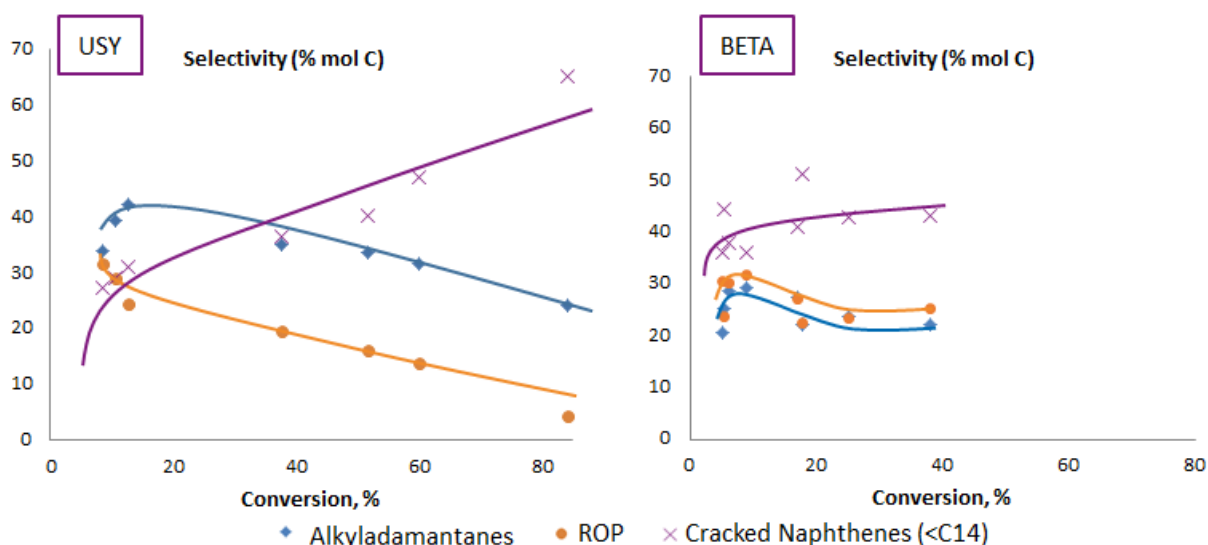 USY
Selectivity (% mol C)
70
60
50
40
30
20
10
0
0 20 40 60 80
Conversion, %
BETA
Selectivity (% mol C)
70
60
50
40
30
20
10
0
0 20 40 60 80
Conversion, %
Alkyladamantanes ROP Cracked Naphthenes (<C14)